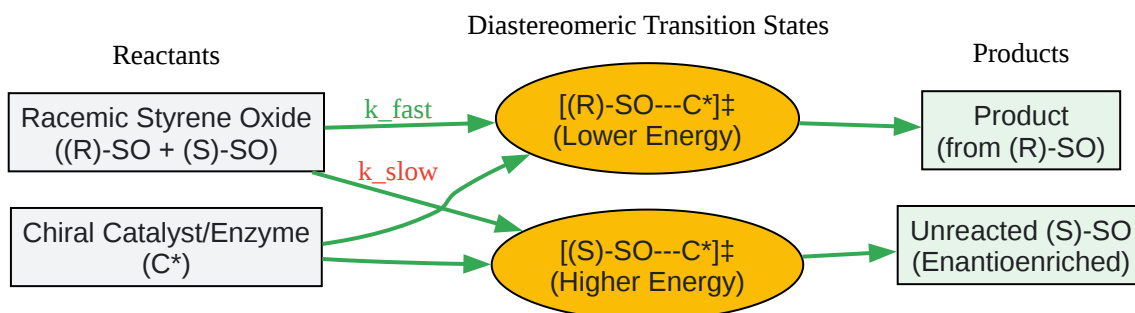 Diastereomeric Transition States
Reactants
Products
Racemic Styrene Oxide
((R)-SO + (S)-SO)
k_fast
[(R)-SO---C*]‡
(Lower Energy)
Product
(from (R)-SO)
k_slow
Chiral Catalyst/Enzyme
(C*)
[(S)-SO---C*]‡
(Higher Energy)
Unreacted (S)-SO
(Enantioenriched)